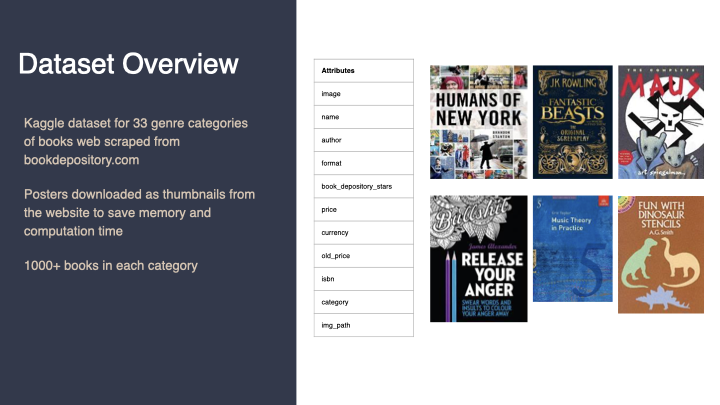 Dataset Overview
Kaggle dataset for 33 genre categories
of books web scraped from
bookdepository.com
Posters downloaded as thumbnails from
the website to save memory and
computation time
1000+ books in each category
Attributes
image
name
author
format
book_depository_stars
price
currency
old_price
isbn
category
img_path
HUMANS OF
NEW YORK
BRANDON
STANTON
JK ROWLING
FANTASTIC
BEASTS
ORIGINAL
SCREENPLAY
THE COMPLETE
MAUS
art spiegelman
Bullshit
James Alexander
RELEASE
YOUR
ANGER
SWEAR WORDS AND
INSULTS TO COLOUR
YOUR ANGER AWAY
5
Music Theory
in Practice
5
FUN WITH
DINOSAUR
STENCILS
A.G. Smith